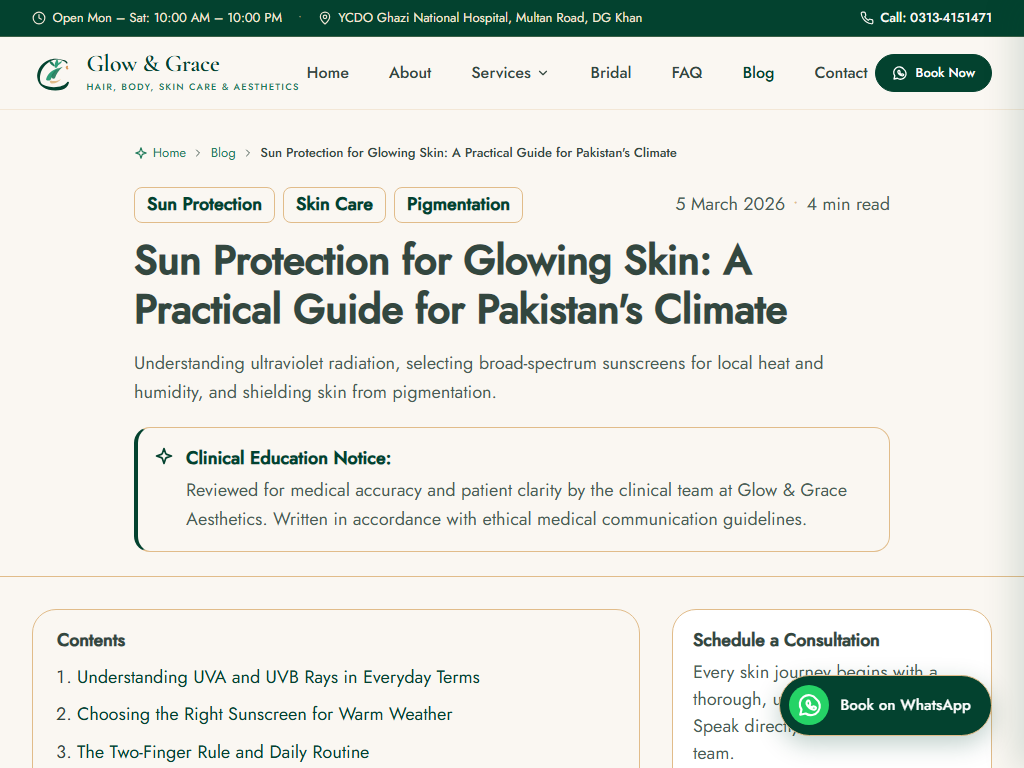 Open Mon – Sat: 10:00 AM – 10:00 PM · YCDO Ghazi National Hospital, Multan Road, DG Khan Call: 0313-4151471
Glow & Grace
HAIR, BODY, SKIN CARE & AESTHETICS
Home About Services Bridal FAQ Blog Contact Book Now
Home > Blog > Sun Protection for Glowing Skin: A Practical Guide for Pakistan's Climate
Sun Protection Skin Care Pigmentation 5 March 2026 · 4 min read
Sun Protection for Glowing Skin: A
Practical Guide for Pakistan's Climate
Understanding ultraviolet radiation, selecting broad-spectrum sunscreens for local heat and
humidity, and shielding skin from pigmentation.
Clinical Education Notice:
Reviewed for medical accuracy and patient clarity by the clinical team at Glow & Grace
Aesthetics. Written in accordance with ethical medical communication guidelines.
Contents
1. Understanding UVA and UVB Rays in Everyday Terms
2. Choosing the Right Sunscreen for Warm Weather
3. The Two-Finger Rule and Daily Routine
Schedule a Consultation
Every skin journey begins with a
thorough,
Speak directly
team.
Book on WhatsApp